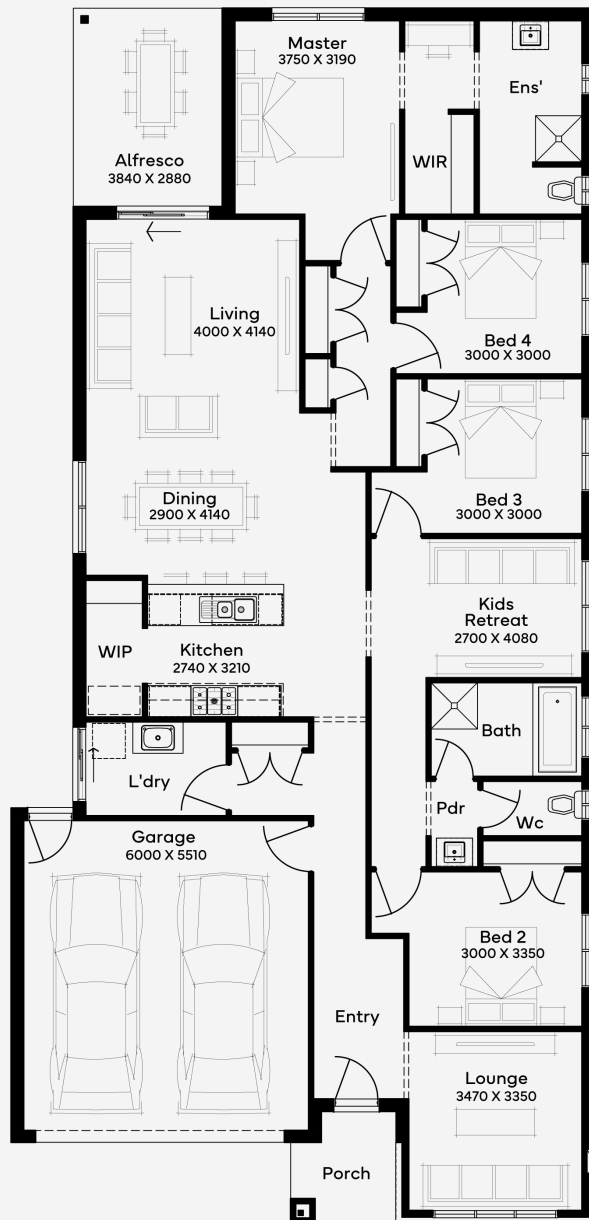 Master
3750 X 3190
Ens'
Alfresco
3840 X 2880
WIR
Living
4000 X 4140
Bed 4
3000 X 3000
Dining
2900 X 4140
Bed 3
3000 X 3000
Kids
Retreat
2700 X 4080
WIP
Kitchen
2740 X 3210
Bath
L'dry
Pdr
Wc
Garage
6000 X 5510
Bed 2
3000 X 3350
Entry
Lounge
3470 X 3350
Porch